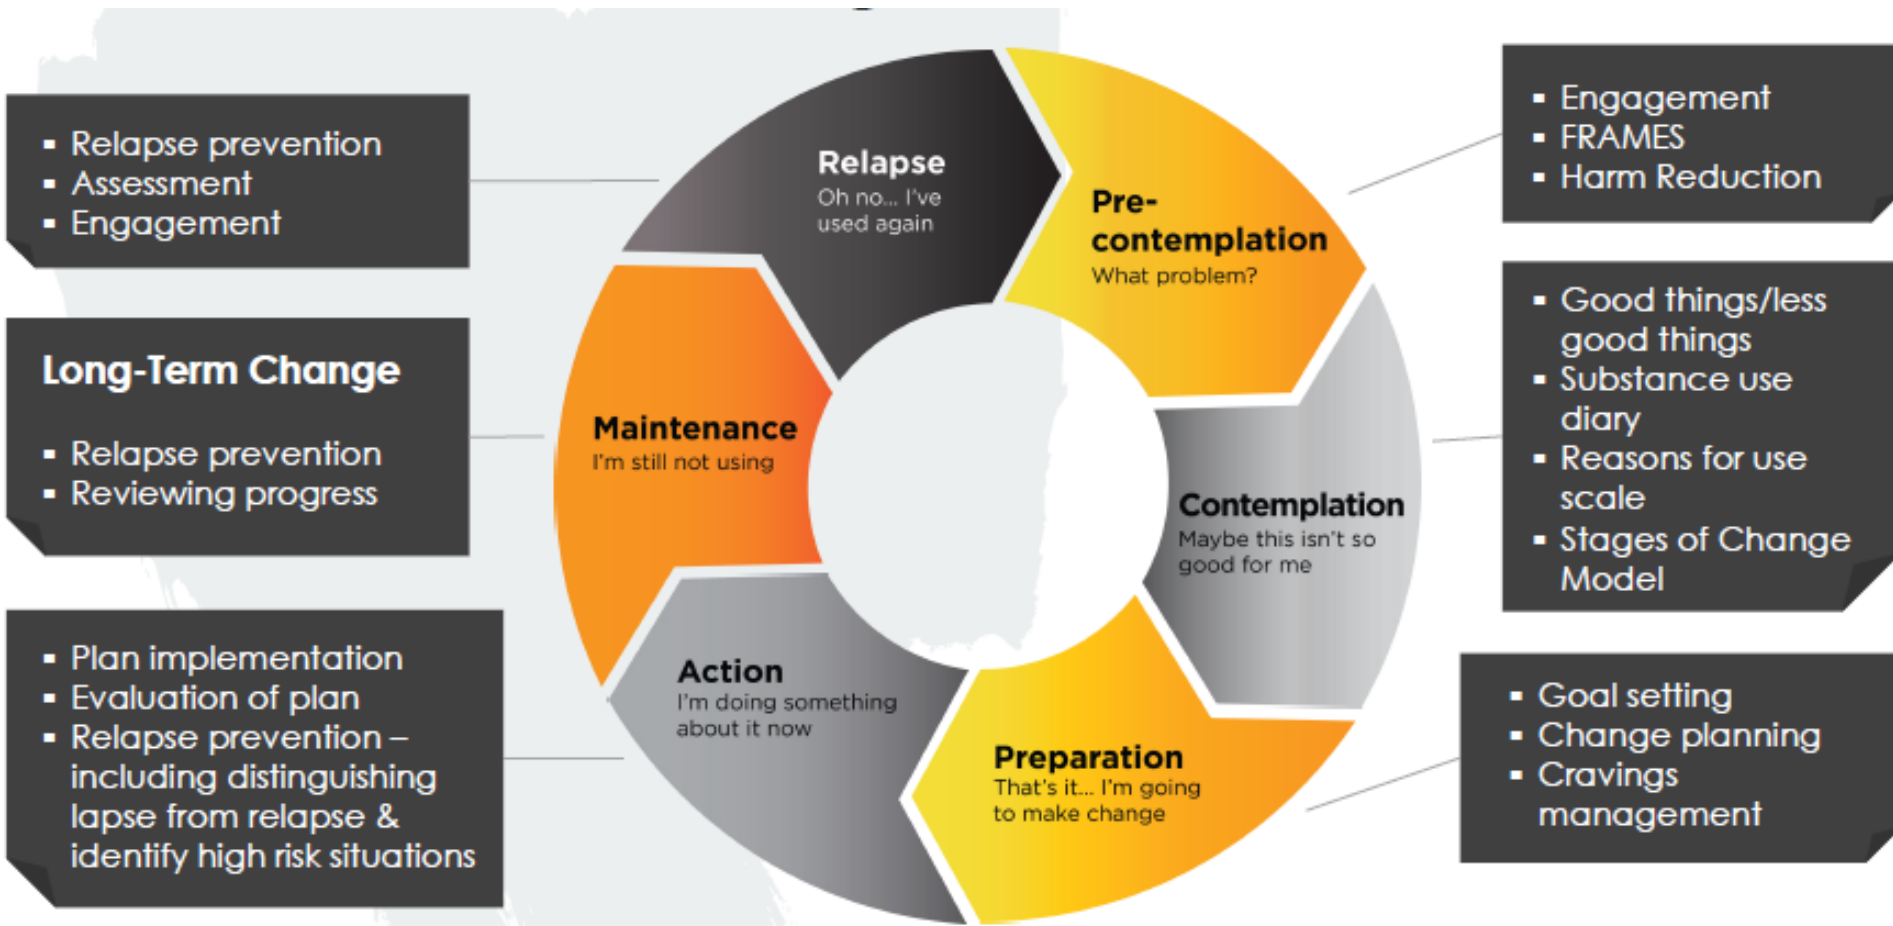 ▪ Relapse prevention
▪ Assessment
▪ Engagement
Long-Term Change
▪ Relapse prevention
▪ Reviewing progress
▪ Plan implementation
▪ Evaluation of plan
▪ Relapse prevention –
including distinguishing
lapse from relapse &
identify high risk situations
Relapse
Oh no... I've
used again
Pre-
contemplation
What problem?
Maintenance
I'm still not using
Contemplation
Maybe this isn't so
good for me
Action
I'm doing something
about it now
Preparation
That's it... I'm going
to make change
▪ Engagement
▪ FRAMES
▪ Harm Reduction
▪ Good things/less
good things
▪ Substance use
diary
▪ Reasons for use
scale
▪ Stages of Change
Model
▪ Goal setting
▪ Change planning
▪ Cravings
management